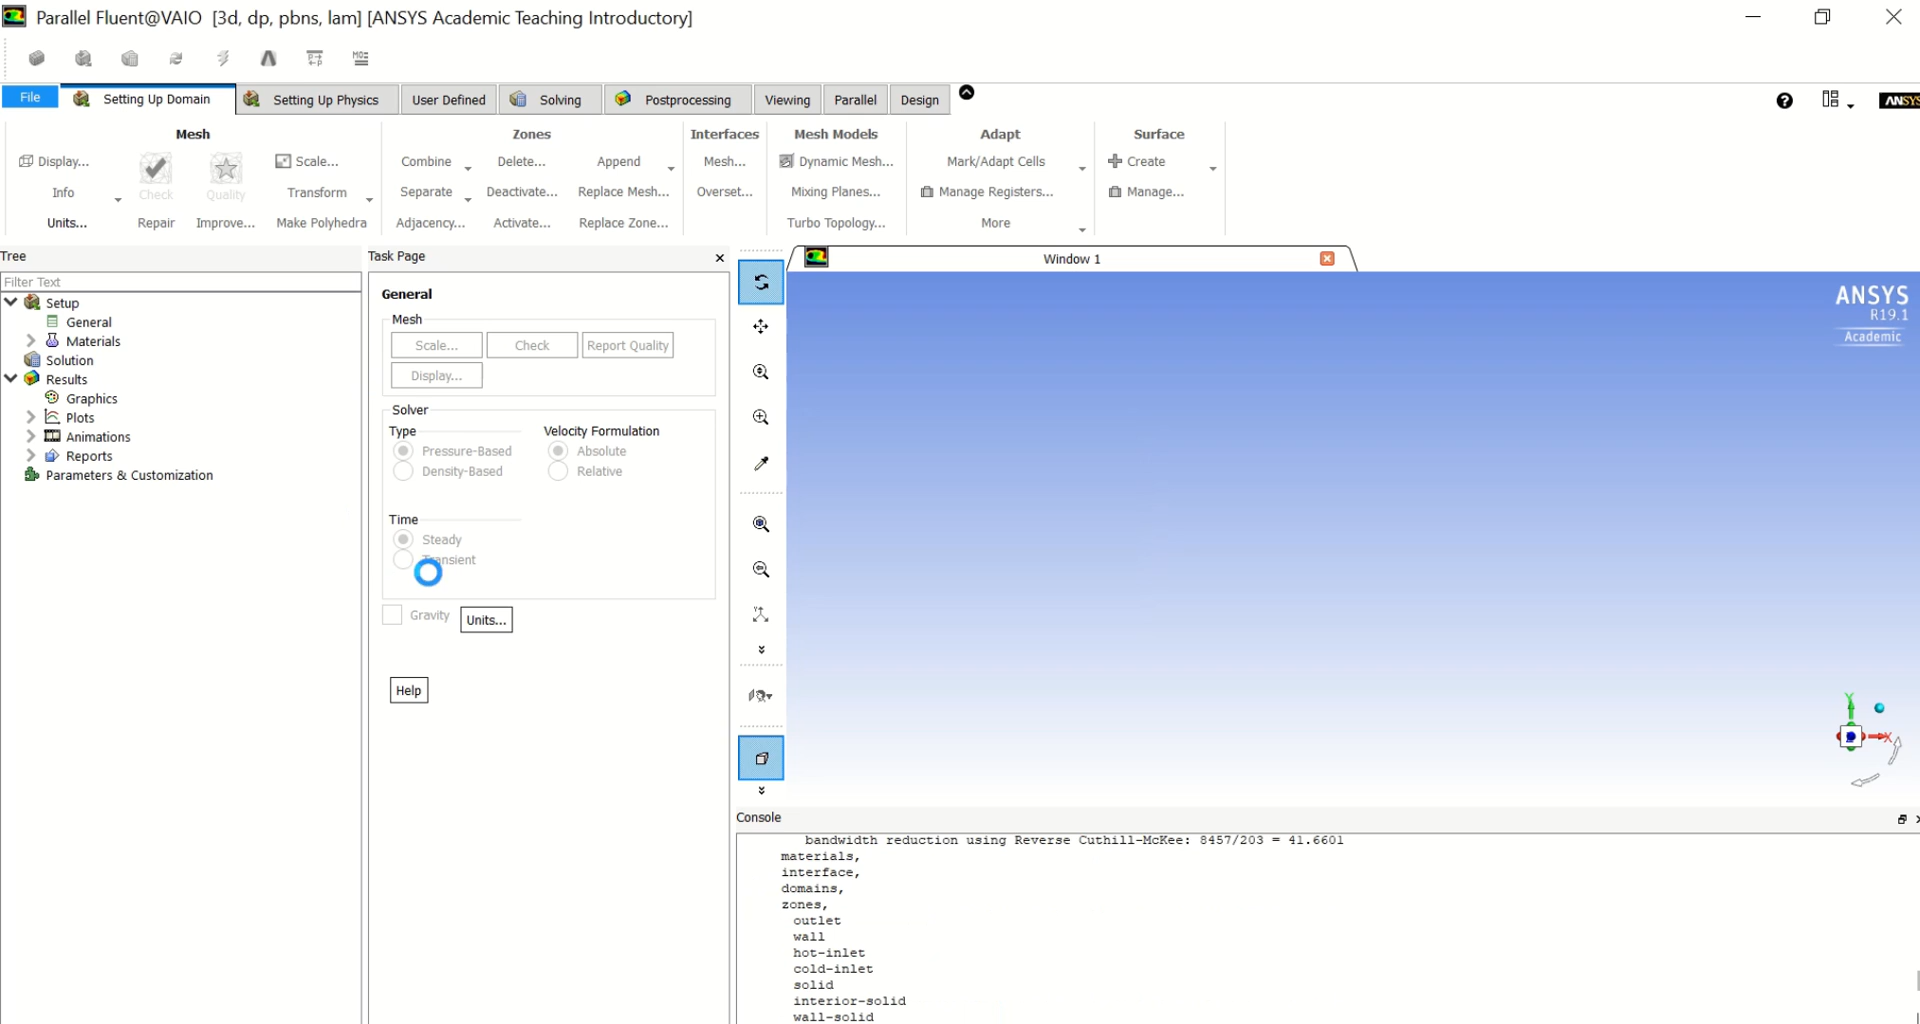 Parallel Fluent@VAIO [3d, dp, pbns, lam] [ANSYS Academic Teaching Introductory]
File
Setting Up Domain
Setting Up Physics
User Defined
Solving
Postprocessing
Viewing
Parallel
Design
ANSYS
Mesh
Zones
Interfaces
Mesh Models
Adapt
Surface
Display...
Scale...
Combine
Delete...
Append
Mesh...
Dynamic Mesh...
Mark/Adapt Cells
Create
Info
Check
Quality
Transform
Separate
Deactivate...
Replace Mesh...
Overset...
Mixing Planes...
Manage Registers...
Manage...
Units...
Repair
Improve...
Make Polyhedra
Adjacency...
Activate...
Replace Zone...
Turbo Topology...
More
Tree
Filter Text
Setup
General
Materials
Solution
Results
Graphics
Plots
Animations
Reports
Parameters & Customization
Task Page
General
Mesh
Scale...
Check
Report Quality
Display...
Solver
Type
Velocity Formulation
Pressure-Based
Absolute
Density-Based
Relative
Time
Steady
Transient
Gravity
Units...
Help
Window 1
ANSYS
R19.1
Academic
Y
X
Console
bandwidth reduction using Reverse Cuthill-McKee: 8457/203 = 41.6601
materials,
interface,
domains,
zones,
outlet
wall
hot-inlet
cold-inlet
solid
interior-solid
wall-solid